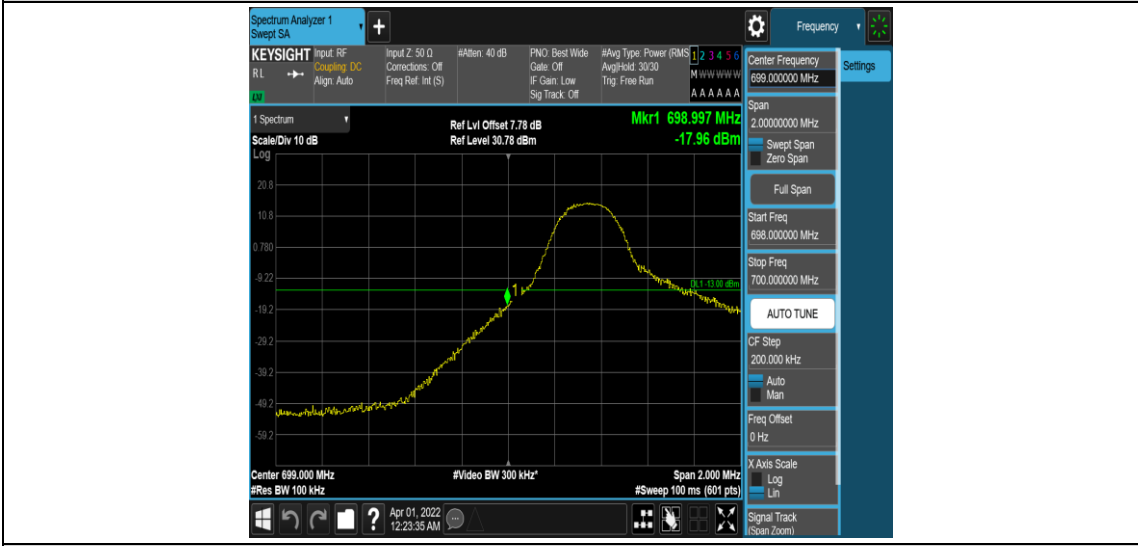 Spectrum Analyzer 1
Swept SA
+
Frequency
KEYSIGHT
Input: RF
Coupling: DC
Align: Auto
RL
LXI
Input Z: 50 Ω
Corrections: Off
Freq Ref: Int (S)
#Atten: 40 dB
PNO: Best Wide
Gate: Off
IF Gain: Low
Sig Track: Off
#Avg Type: Power (RMS
Avg|Hold: 30/30
Trig: Free Run
1 2 3 4 5 6
M W W W W W
A A A A A A
1 Spectrum
Scale/Div 10 dB
Log
Ref Lvl Offset 7.78 dB
Ref Level 30.78 dBm
Mkr1 698.997 MHz
-17.96 dBm
20.8
10.8
0.780
-9.22
-19.2
-29.2
-39.2
-49.2
-59.2
1
DL1 -13.00 dBm
Center 699.000 MHz
#Res BW 100 kHz
#Video BW 300 kHz*
Span 2.000 MHz
#Sweep 100 ms (601 pts)
?
Apr 01, 2022
12:23:35 AM
Center Frequency
699.000000 MHz
Settings
Span
2.00000000 MHz
Swept Span
Zero Span
Full Span
Start Freq
698.000000 MHz
Stop Freq
700.000000 MHz
AUTO TUNE
CF Step
200.000 kHz
Auto
Man
Freq Offset
0 Hz
X Axis Scale
Log
Lin
Signal Track
(Span Zoom)